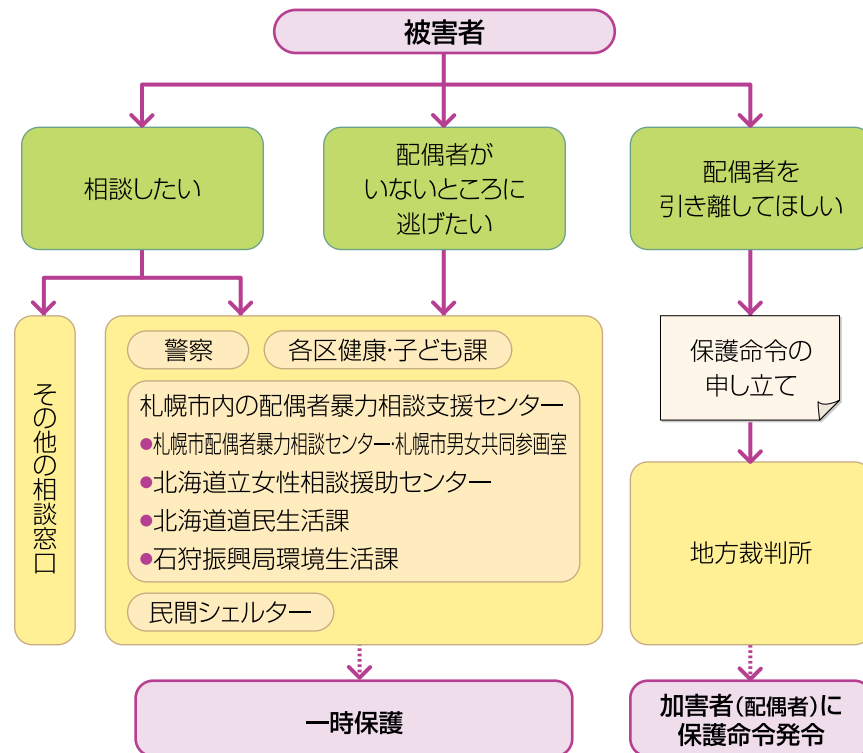 被害者
相談したい
配偶者が
いないところに
逃げたい
配偶者を
引き離してほしい
その他の相談窓口
警察
各区健康・子ども課
札幌市内の配偶者暴力相談支援センター
●札幌市配偶者暴力相談センター・札幌市男女共同参画室
●北海道立女性相談援助センター
●北海道道民生活課
●石狩振興局環境生活課
民間シェルター
保護命令の
申し立て
地方裁判所
一時保護
加害者(配偶者)に
保護命令発令